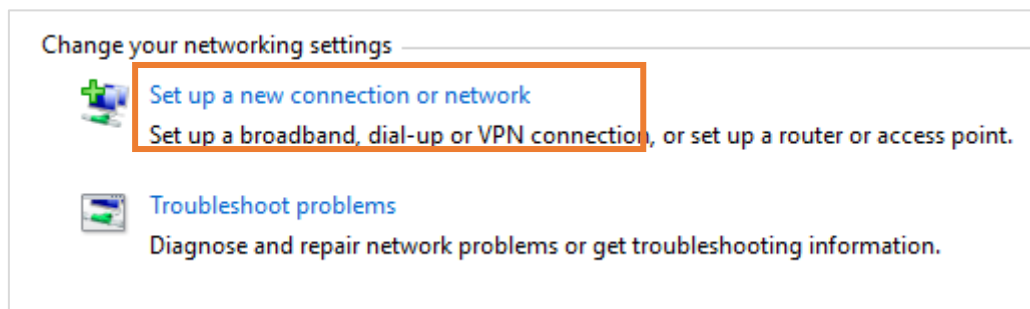 Change your networking settings
Set up a new connection or network
Set up a broadband, dial-up or VPN connection, or set up a router or access point.
Troubleshoot problems
Diagnose and repair network problems or get troubleshooting information.